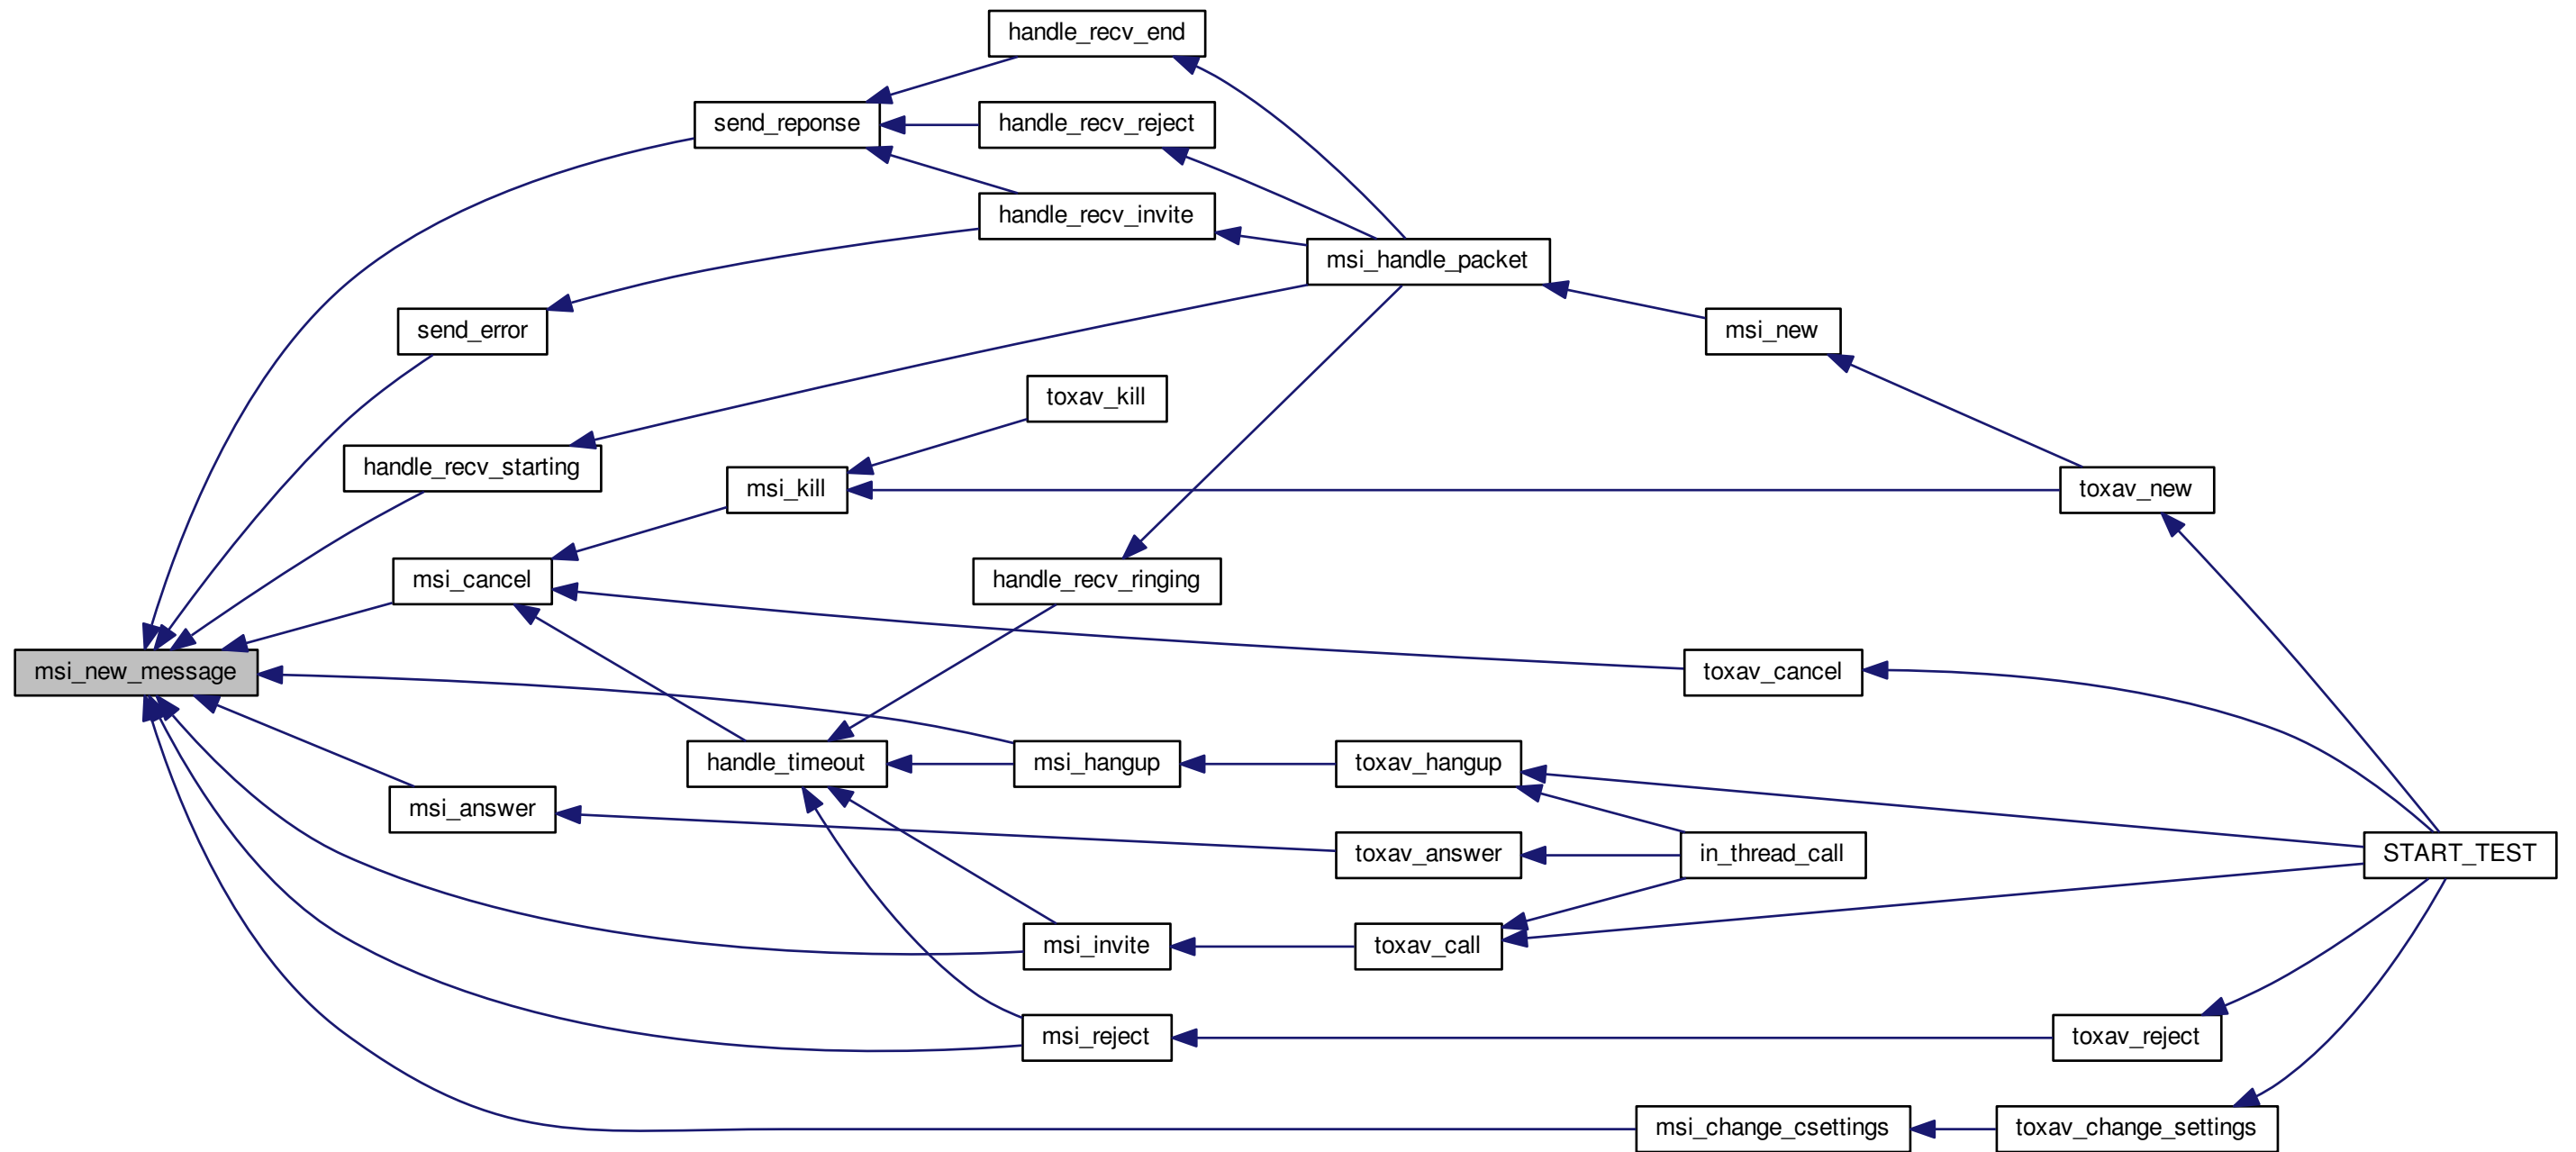 handle_recv_end
send_reponse
handle_recv_reject
handle_recv_invite
msi_handle_packet
send_error
msi_new
toxav_kill
handle_recv_starting
msi_kill
toxav_new
msi_cancel
handle_recv_ringing
msi_new_message
toxav_cancel
handle_timeout
msi_hangup
toxav_hangup
msi_answer
toxav_answer
in_thread_call
START_TEST
msi_invite
toxav_call
msi_reject
toxav_reject
msi_change_csettings
toxav_change_settings